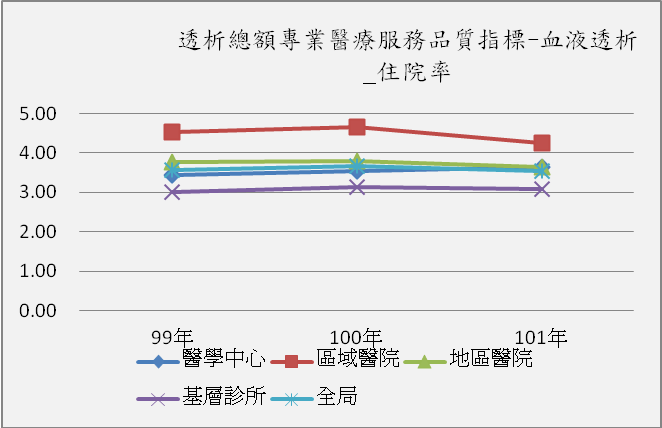 透析總額專業醫療服務品質指標-血液透析
_住院率
5.00
4.00
3.00
2.00
1.00
0.00
99年 100年 101年
醫學中心 區域醫院 地區醫院
基層診所 全局